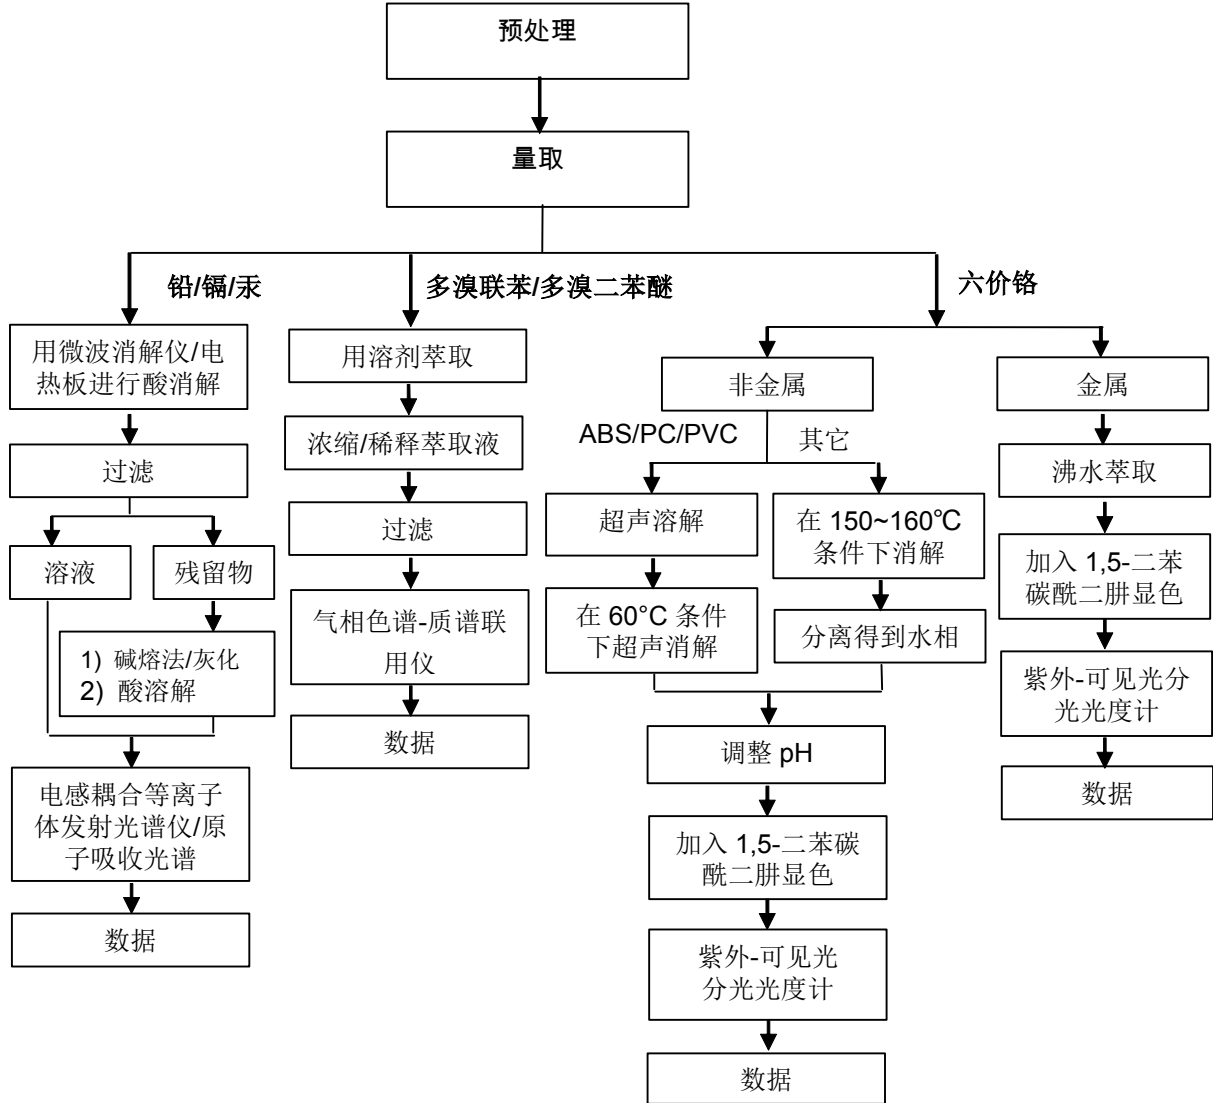 预处理
量取
铅/镉/汞
用微波消解仪/电
热板进行酸消解
过滤
溶液
残留物
1) 碱熔法/灰化
2) 酸溶解
电感耦合等离子
体发射光谱仪/原
子吸收光谱
数据
多溴联苯/多溴二苯醚
用溶剂萃取
浓缩/稀释萃取液
过滤
气相色谱-质谱联
用仪
数据
六价铬
非金属
ABS/PC/PVC
其它
超声溶解
在 60°C 条件
下超声消解
在 150~160℃
条件下消解
分离得到水相
调整 pH
加入 1,5-二苯碳
酰二肼显色
紫外-可见光
分光光度计
数据
金属
沸水萃取
加入 1,5-二苯
碳酰二肼显色
紫外-可见光分
光光度计
数据